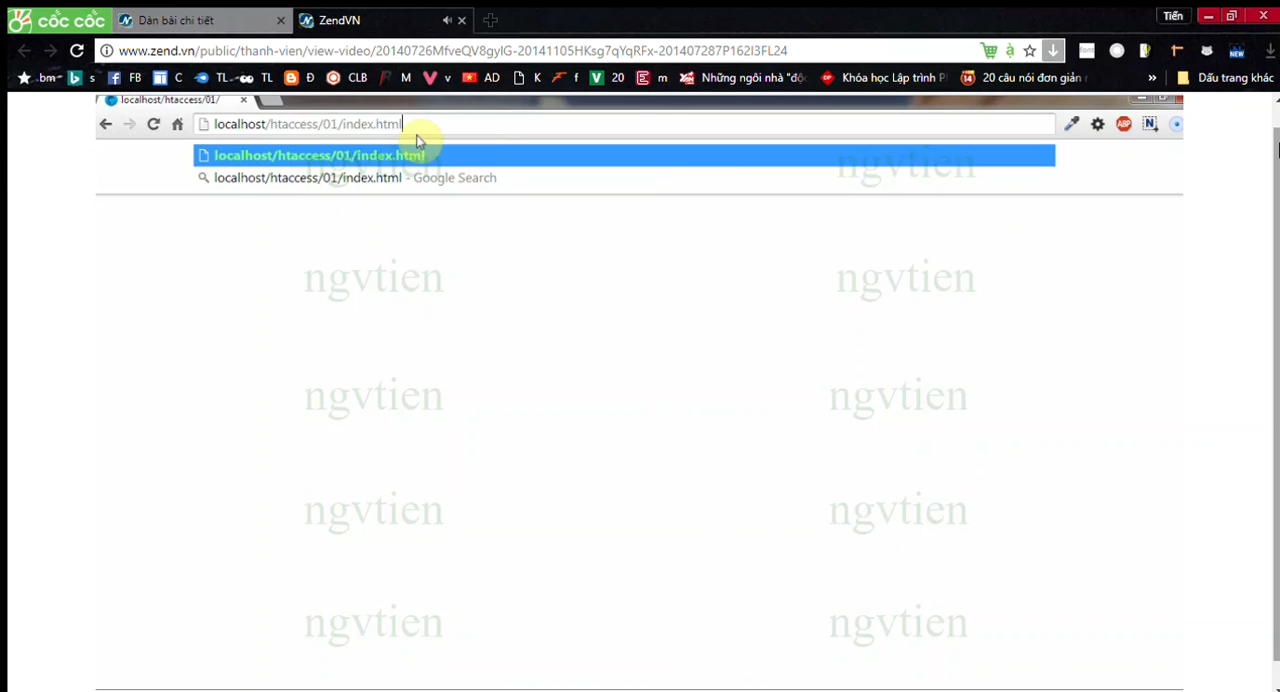 cốc cốc Dàn bài chi tiết ZendVN Tiến
www.zend.vn/public/thanh-vien/view-video/20140726MfveQV8gyIG-20141105HKsg7qYqRFx-201407287P162I3FL24
.bm s FB C TL TL Đ CLB M v AD K f 20 m Những ngôi nhà "độc Khóa học Lập trình 20 câu nói đơn giản » Dấu trang khác
localhost/htaccess/01/
localhost/htaccess/01/index.html ABP
localhost/htaccess/01/index.html
localhost/htaccess/01/index.html - Google Search
ngvtien ngvtien
ngvtien ngvtien
ngvtien ngvtien
ngvtien ngvtien
ngvtien ngvtien